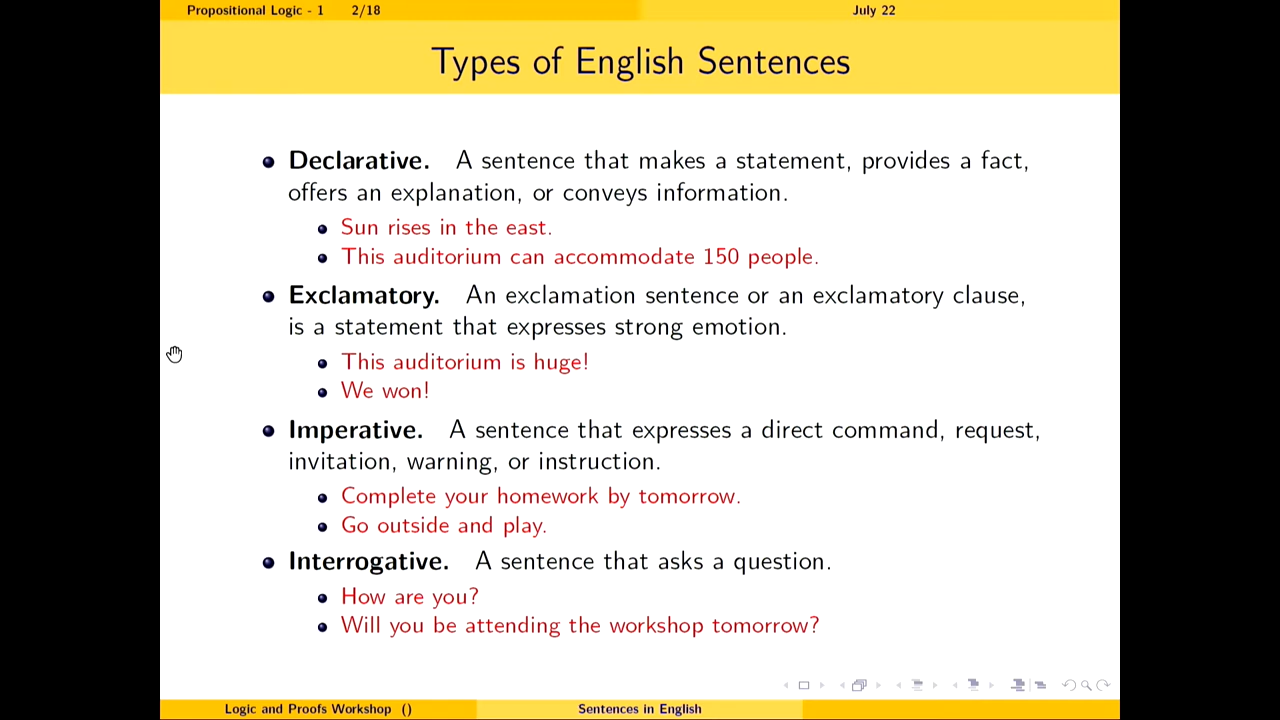 Propositional Logic - 1 2/18 July 22
Types of English Sentences
Declarative. A sentence that makes a statement, provides a fact,
offers an explanation, or conveys information.
Sun rises in the east.
This auditorium can accommodate 150 people.
Exclamatory. An exclamation sentence or an exclamatory clause,
is a statement that expresses strong emotion.
This auditorium is huge!
We won!
Imperative. A sentence that expresses a direct command, request,
invitation, warning, or instruction.
Complete your homework by tomorrow.
Go outside and play.
Interrogative. A sentence that asks a question.
How are you?
Will you be attending the workshop tomorrow?
Logic and Proofs Workshop () Sentences in English